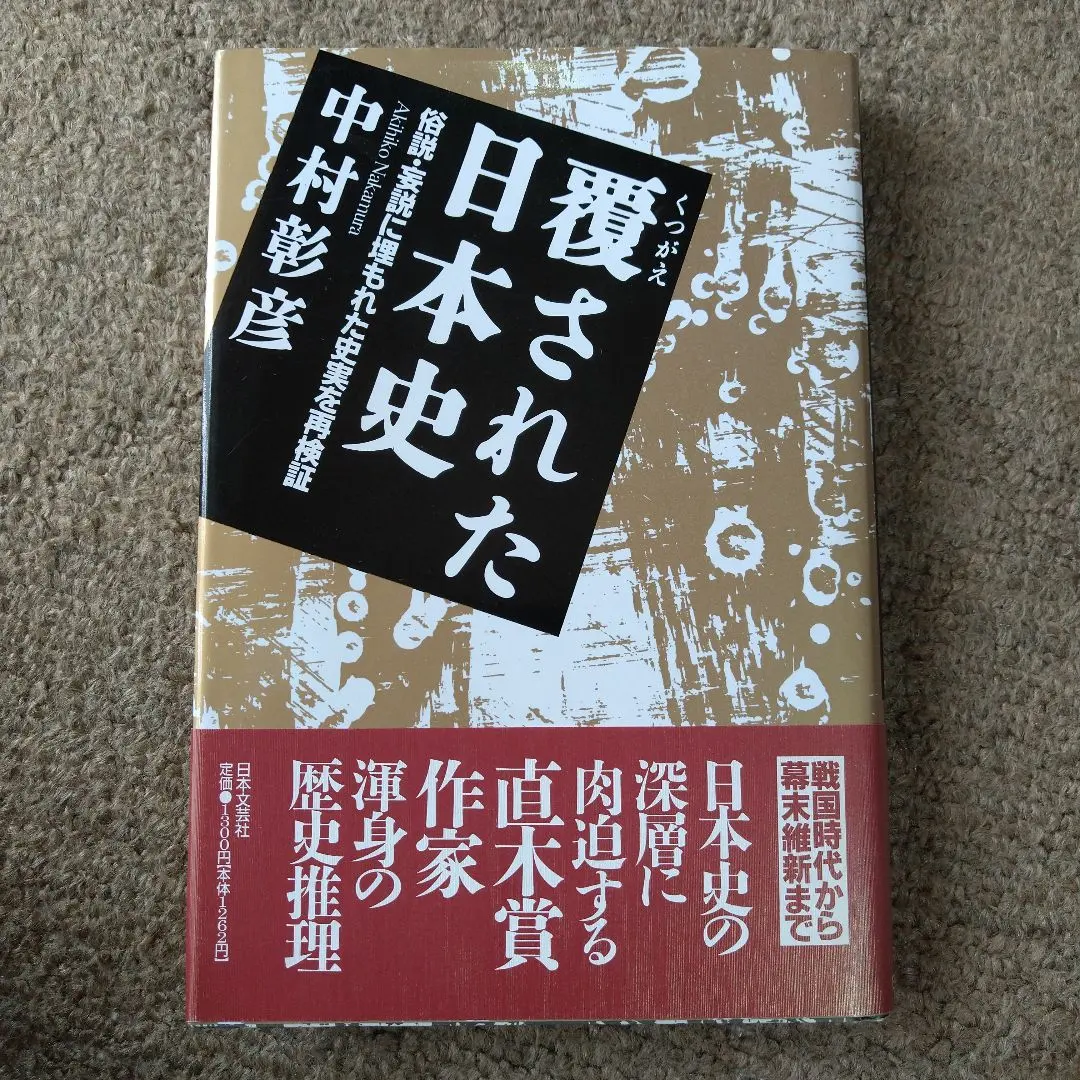 くつがえ
覆された
日本史
俗説・妄説に埋もれた史実を再検証
Akihiko Nakamura
中村彰彦
戦国時代から
幕末維新まで
日本史の
深層に
肉迫する
直木賞
作家
渾身の
歴史推理
日本文芸社
定価●1300円[本体1262円]